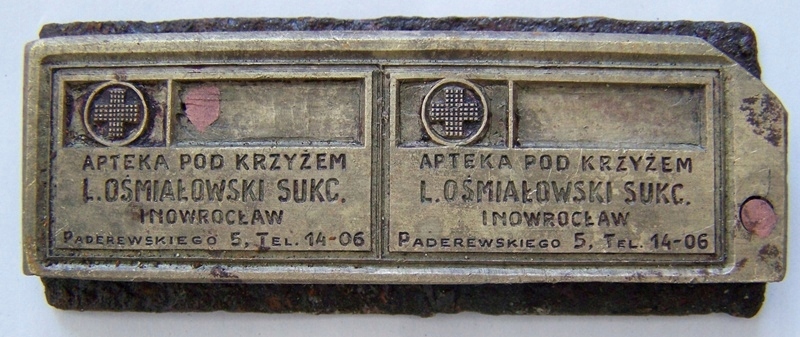 APTEKA POD KRZYŻEM
L. OŚMIAŁOWSKI SUKC.
INOWROCŁAW
PADEREWSKIEGO 5, TEL. 14-06
APTEKA POD KRZYŻEM
L. OŚMIAŁOWSKI SUKC.
INOWROCŁAW
PADEREWSKIEGO 5, TEL. 14-06